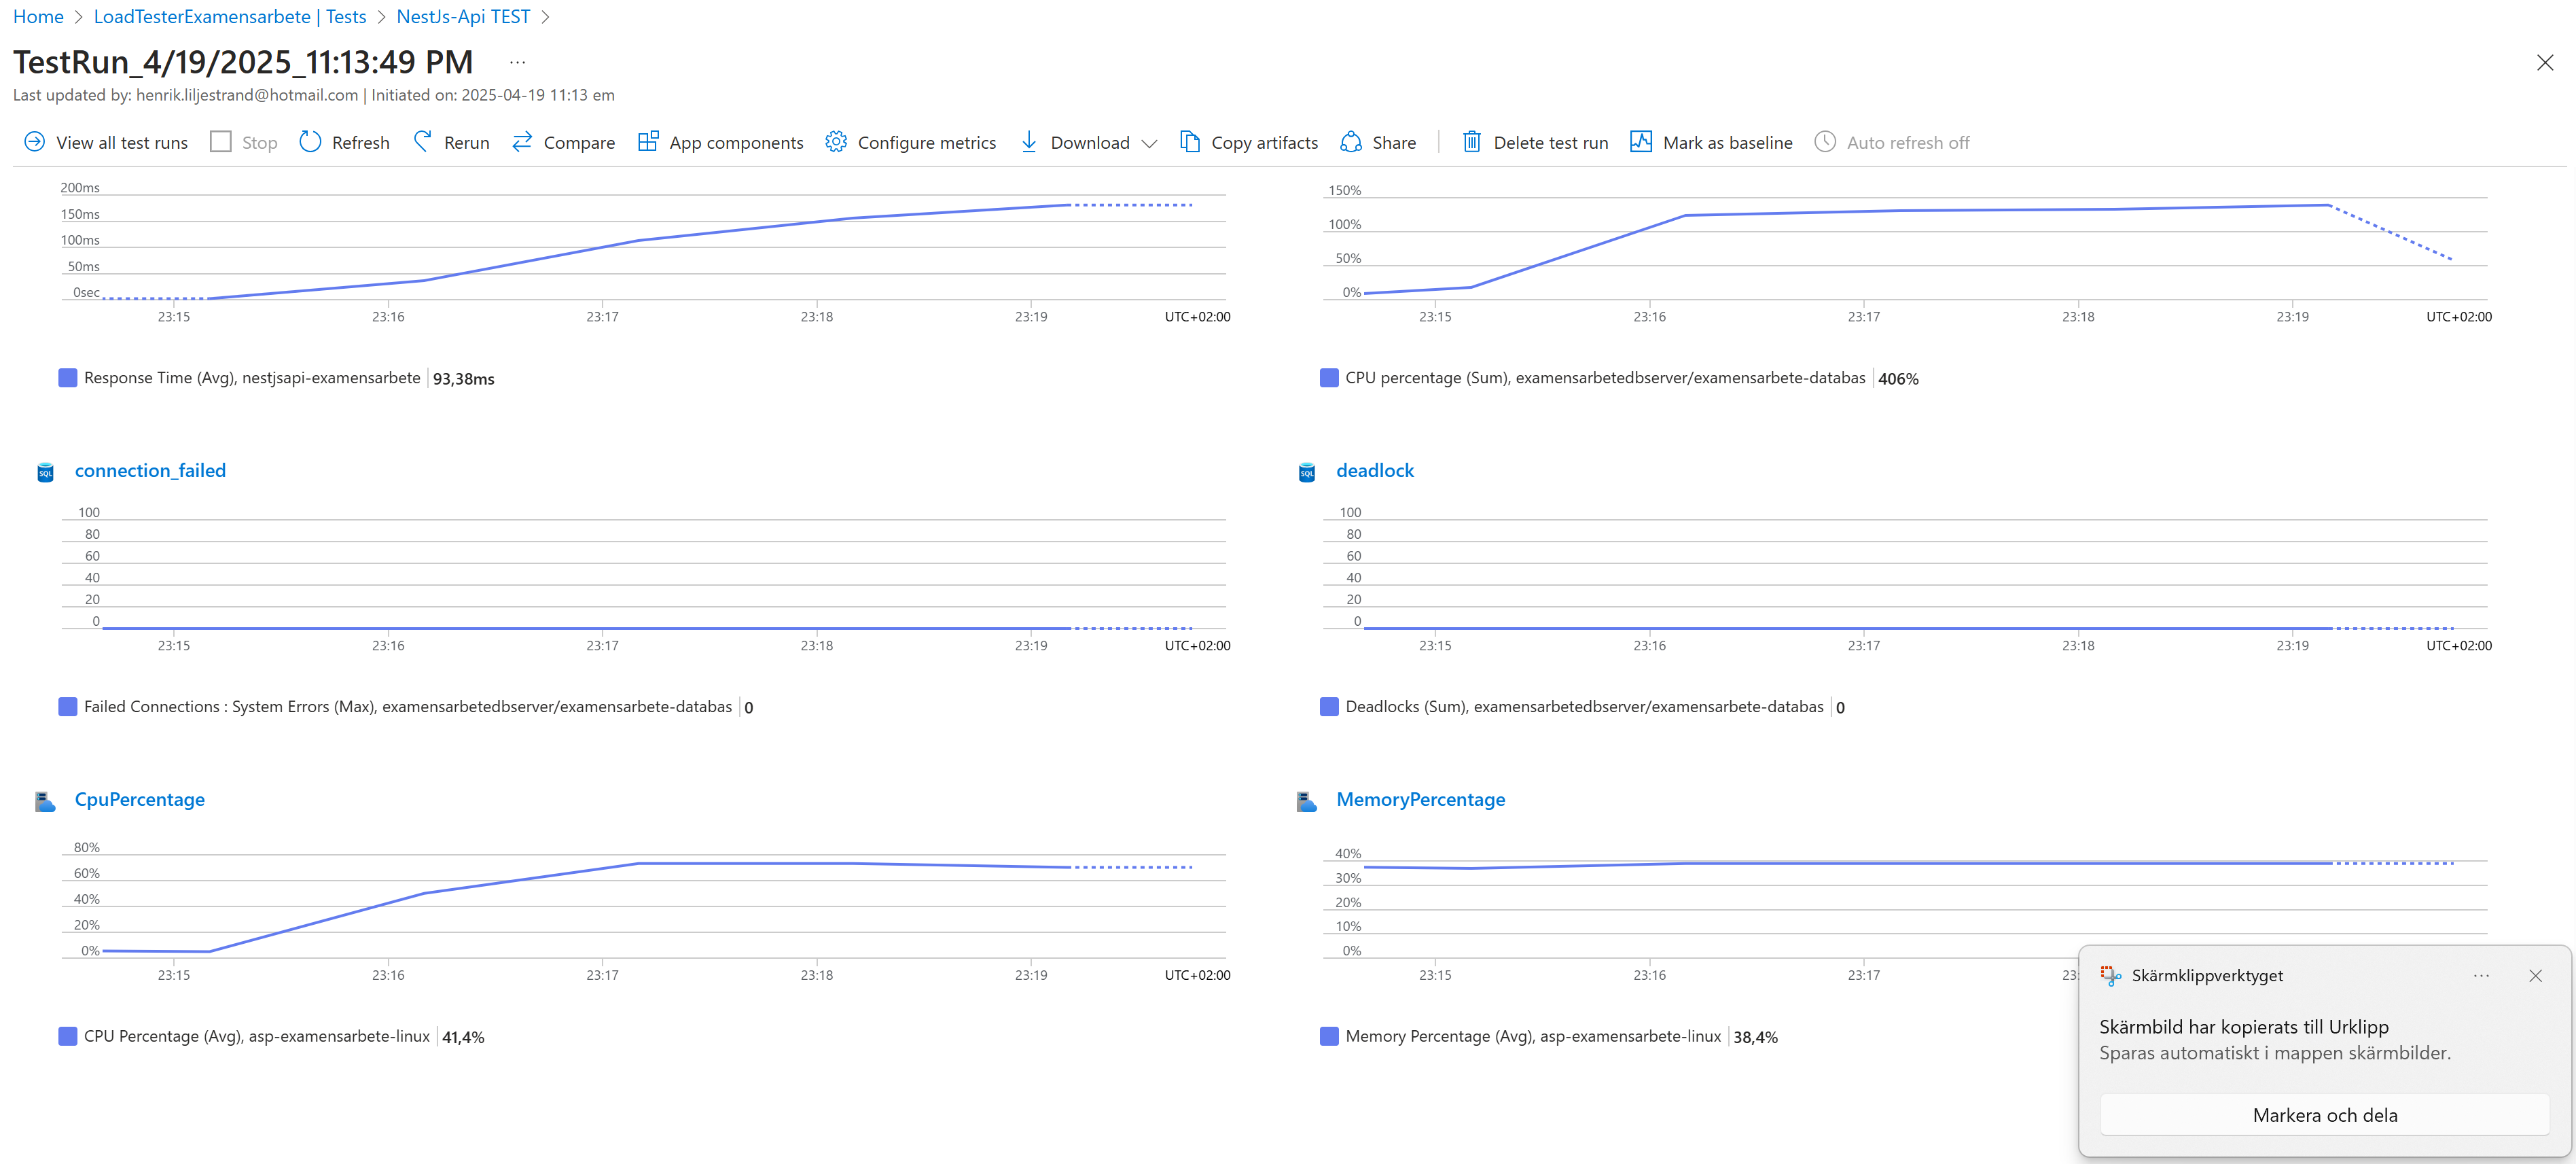 Home > LoadTesterExamensarbete | Tests > NestJs-Api TEST >
TestRun_4/19/2025_11:13:49 PM ...
Last updated by: henrik.liljestrand@hotmail.com | Initiated on: 2025-04-19 11:13 em
View all test runs Stop Refresh Rerun Compare App components Configure metrics Download Copy artifacts Share Delete test run Mark as baseline Auto refresh off
200ms
150ms
100ms
50ms
0sec
23:15 23:16 23:17 23:18 23:19 UTC+02:00
Response Time (Avg), nestjsapi-examensarbete | 93,38ms
150%
100%
50%
0%
23:15 23:16 23:17 23:18 23:19 UTC+02:00
CPU percentage (Sum), examensarbetedbserver/examensarbete-databas | 406%
SQL connection_failed
100
80
60
40
20
0
23:15 23:16 23:17 23:18 23:19 UTC+02:00
Failed Connections : System Errors (Max), examensarbetedbserver/examensarbete-databas | 0
SQL deadlock
100
80
60
40
20
0
23:15 23:16 23:17 23:18 23:19 UTC+02:00
Deadlocks (Sum), examensarbetedbserver/examensarbete-databas | 0
CpuPercentage
80%
60%
40%
20%
0%
23:15 23:16 23:17 23:18 23:19 UTC+02:00
CPU Percentage (Avg), asp-examensarbete-linux | 41,4%
MemoryPercentage
40%
30%
20%
10%
0%
23:15 23:16 23:17 23:
Memory Percentage (Avg), asp-examensarbete-linux | 38,4%
Skärmklippverktyget ...
Skärmbild har kopierats till Urklipp
Sparas automatiskt i mappen skärmbilder.
Markera och dela